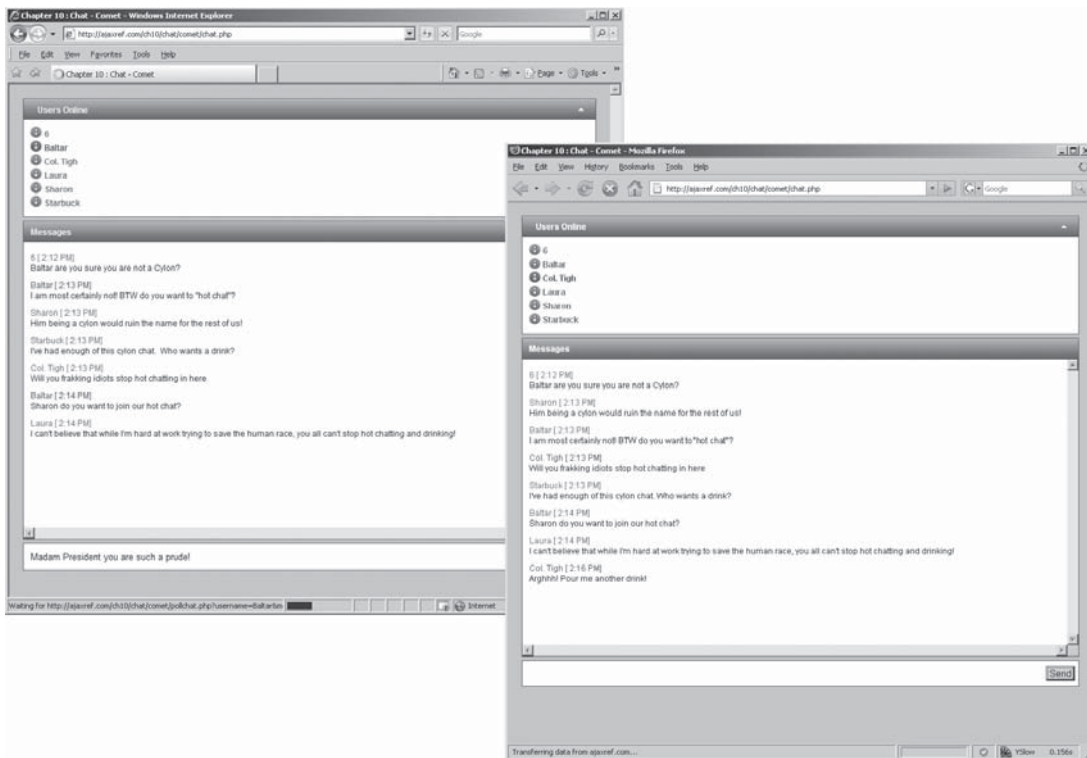 Chapter 10 : Chat - Comet - Windows Internet Explorer
http://ajaxref.com/ch10/chat/comet/chat.php
Google
File Edit View Favorites Tools Help
Chapter 10 : Chat - Comet
Page Tools
Users Online
6
Baltar
Col. Tigh
Laura
Sharon
Starbuck
Messages
6 [ 2:12 PM]
Baltar are you sure you are not a Cylon?
Baltar [ 2:13 PM]
I am most certainly not! BTW do you want to "hot chat"?
Sharon [ 2:13 PM]
Him being a cylon would ruin the name for the rest of us!
Starbuck [ 2:13 PM]
I've had enough of this cylon chat. Who wants a drink?
Col. Tigh [ 2:13 PM]
Will you frakking idiots stop hot chatting in here
Baltar [ 2:14 PM]
Sharon do you want to join our hot chat?
Laura [ 2:14 PM]
I can't believe that while I'm hard at work trying to save the human race, you all can't stop hot chatting and drinking!
Madam President you are such a prude!
Waiting for http://ajaxref.com/ch10/chat/comet/pollchat.php?username=Baltar&m
Internet
Chapter 10 : Chat - Comet - Mozilla Firefox
File Edit View History Bookmarks Tools Help
http://ajaxref.com/ch10/chat/comet/chat.php
Google
Users Online
6
Baltar
Col. Tigh
Laura
Sharon
Starbuck
Messages
6 [ 2:12 PM]
Baltar are you sure you are not a Cylon?
Sharon [ 2:13 PM]
Him being a cylon would ruin the name for the rest of us!
Baltar [ 2:13 PM]
I am most certainly not! BTW do you want to "hot chat"?
Col. Tigh [ 2:13 PM]
Will you frakking idiots stop hot chatting in here
Starbuck [ 2:13 PM]
I've had enough of this cylon chat. Who wants a drink?
Baltar [ 2:14 PM]
Sharon do you want to join our hot chat?
Laura [ 2:14 PM]
I can't believe that while I'm hard at work trying to save the human race, you all can't stop hot chatting and drinking!
Col. Tigh [ 2:16 PM]
Arghhh! Pour me another drink!
Send
Transferring data from ajaxref.com...
YSlow 0.156s